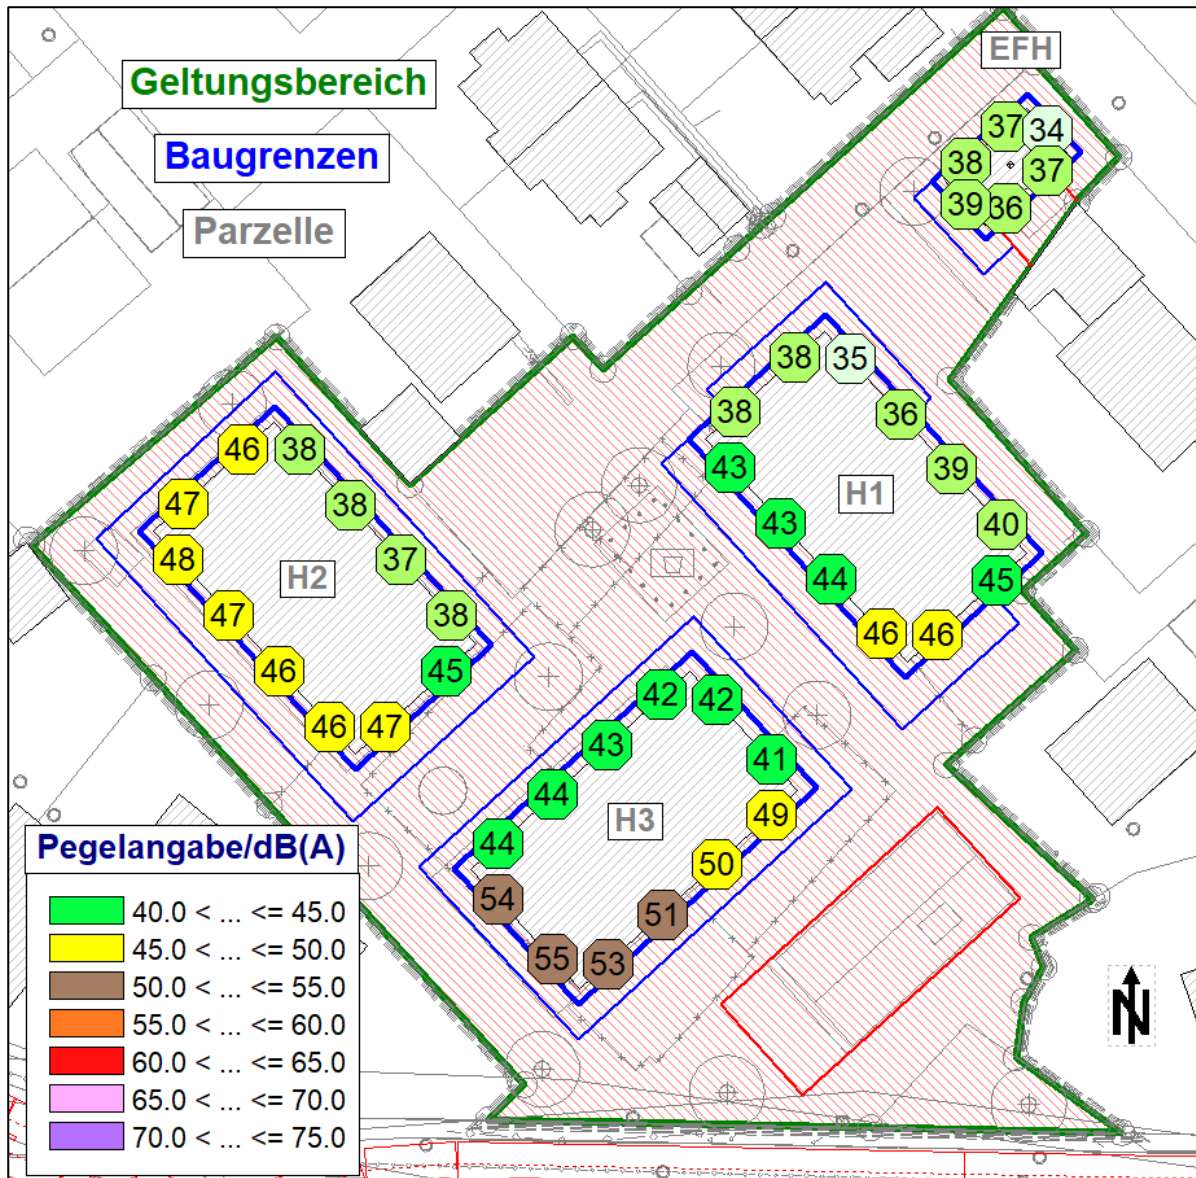 EFH
Geltungsbereich
Baugrenzen
Parzelle
37
34
38
37
39
36
38
35
38
36
43
39
43
40
44
45
46
46
H1
46
38
47
38
48
37
47
38
46
45
46
47
H2
42
42
43
41
44
49
44
50
54
51
55
53
H3
Pegelangabe/dB(A)
40.0 < ... <= 45.0
45.0 < ... <= 50.0
50.0 < ... <= 55.0
55.0 < ... <= 60.0
60.0 < ... <= 65.0
65.0 < ... <= 70.0
70.0 < ... <= 75.0
N